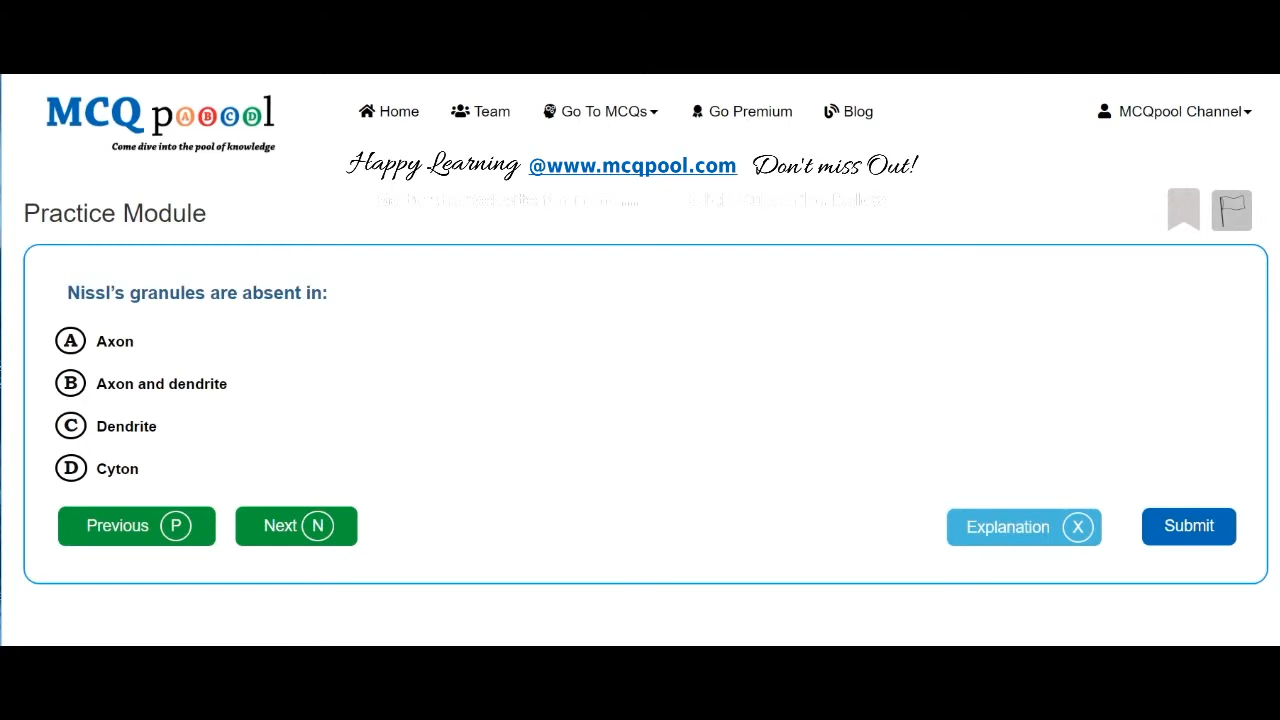 MCQ pABCDl
Come dive into the pool of knowledge
Home Team Go To MCQs Go Premium Blog MCQpool Channel
Happy Learning @www.mcqpool.com Don't miss Out!
Practice Module
Nissl’s granules are absent in:
A Axon
B Axon and dendrite
C Dendrite
D Cyton
Previous P Next N Explanation X Submit